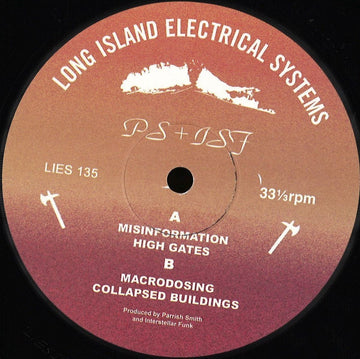 LONG ISLAND ELECTRICAL SYSTEMS
PS + ISF
LIES 135
33⅓rpm
A
MISINFORMATION
HIGH GATES
B
MACRODOSING
COLLAPSED BUILDINGS
Produced by Parrish Smith
and Interstellar Funk